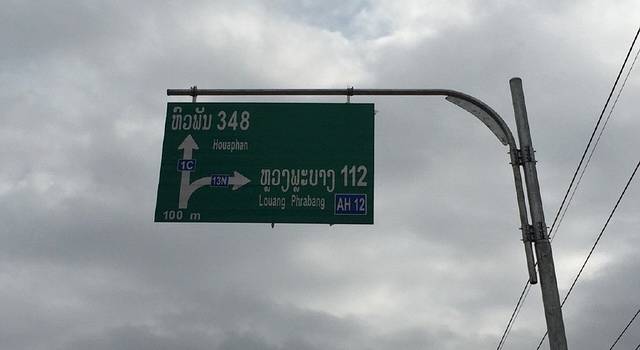 ຫົວພັນ 348
Houaphan
1C
13N
ຫຼວງພະບາງ 112
Louang Phrabang
AH 12
100 m